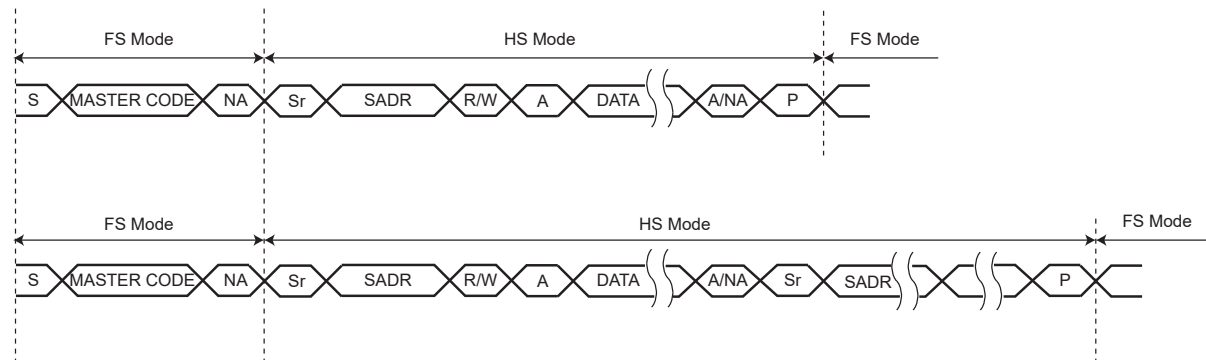 FS Mode HS Mode FS Mode
S MASTER CODE NA Sr SADR R/W A DATA A/NA P
FS Mode HS Mode FS Mode
S MASTER CODE NA Sr SADR R/W A DATA A/NA Sr SADR P